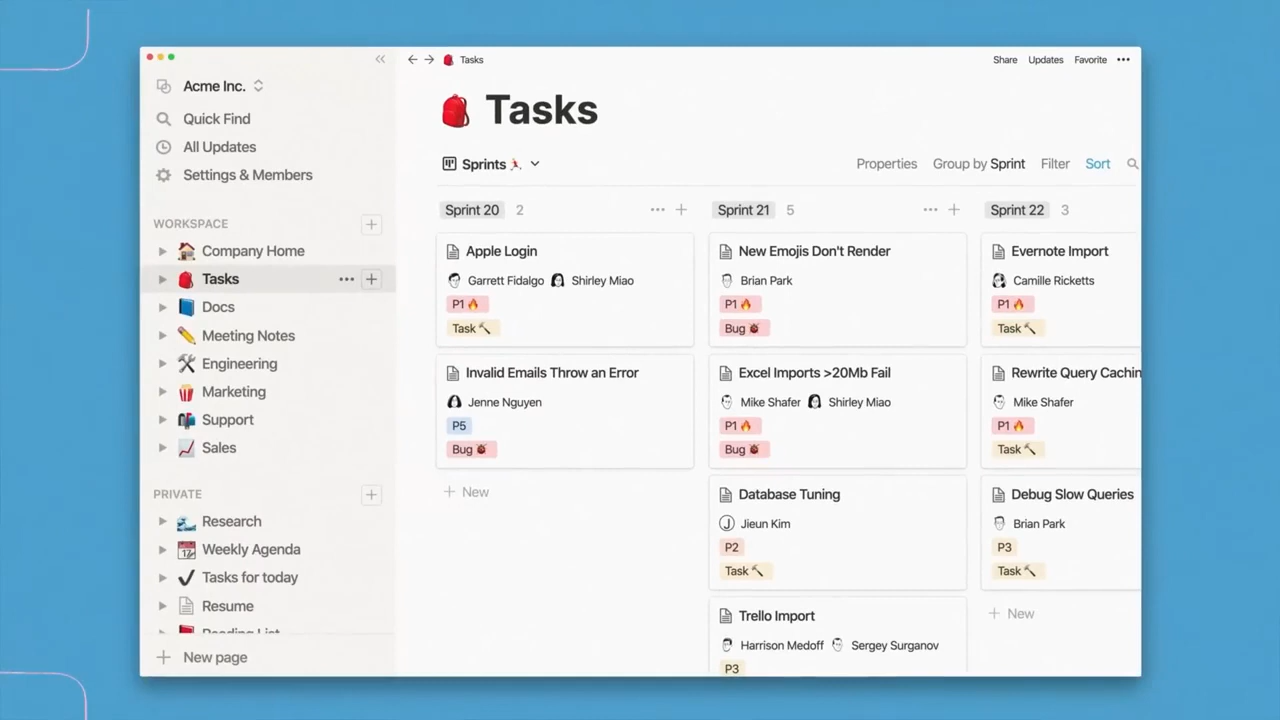 Tasks
Share Updates Favorite
Acme Inc.
Quick Find
All Updates
Settings & Members
WORKSPACE
Company Home
Tasks
Docs
Meeting Notes
Engineering
Marketing
Support
Sales
PRIVATE
Research
Weekly Agenda
Tasks for today
Resume
Reading List
New page
Tasks
Sprints
Properties Group by Sprint Filter Sort
Sprint 20 2
Apple Login
Garrett Fidalgo Shirley Miao
P1
Task
Invalid Emails Throw an Error
Jenne Nguyen
P5
Bug
New
Sprint 21 5
New Emojis Don't Render
Brian Park
P1
Bug
Excel Imports >20Mb Fail
Mike Shafer Shirley Miao
P1
Bug
Database Tuning
Jieun Kim
P2
Task
Trello Import
Harrison Medoff Sergey Surganov
P3
Sprint 22 3
Evernote Import
Camille Ricketts
P1
Task
Rewrite Query Cachin
Mike Shafer
P1
Task
Debug Slow Queries
Brian Park
P3
Task
New